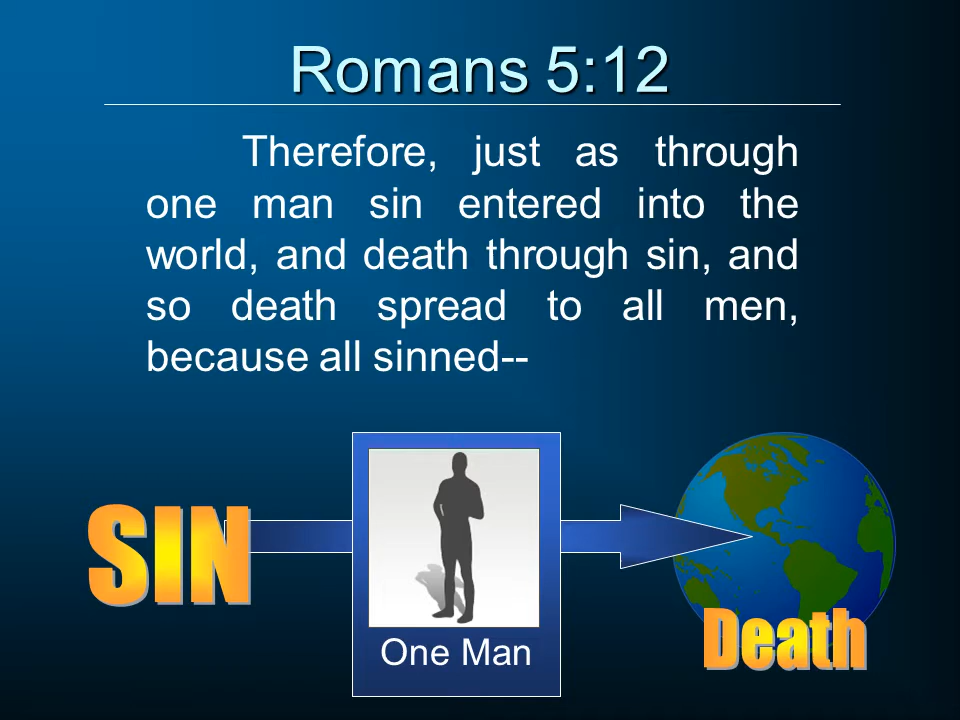 Romans 5:12
Therefore, just as through
one man sin entered into the
world, and death through sin, and
so death spread to all men,
because all sinned--
SIN
One Man
Death